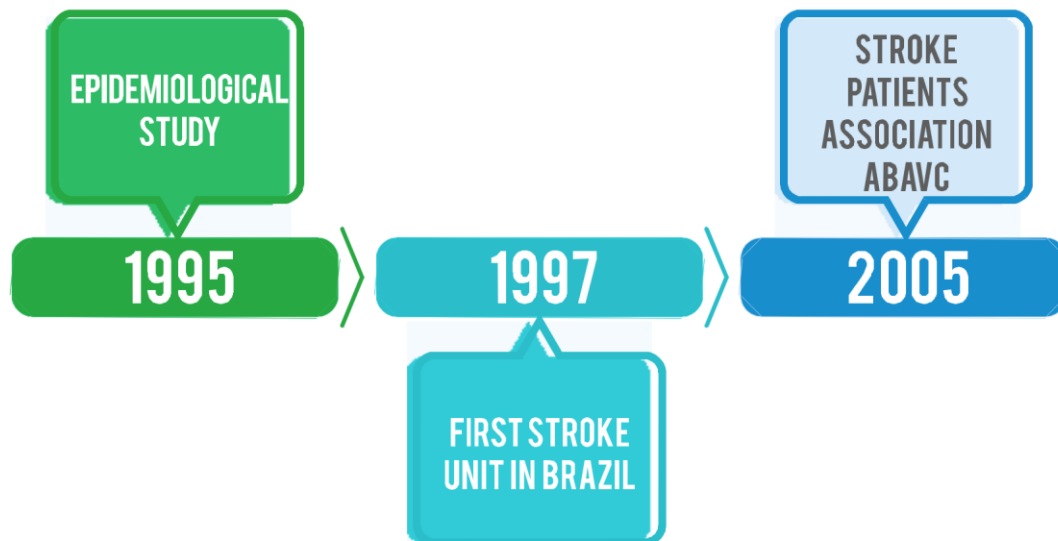 EPIDEMIOLOGICAL
STUDY
1995
1997
FIRST STROKE
UNIT IN BRAZIL
STROKE
PATIENTS
ASSOCIATION
ABAVC
2005